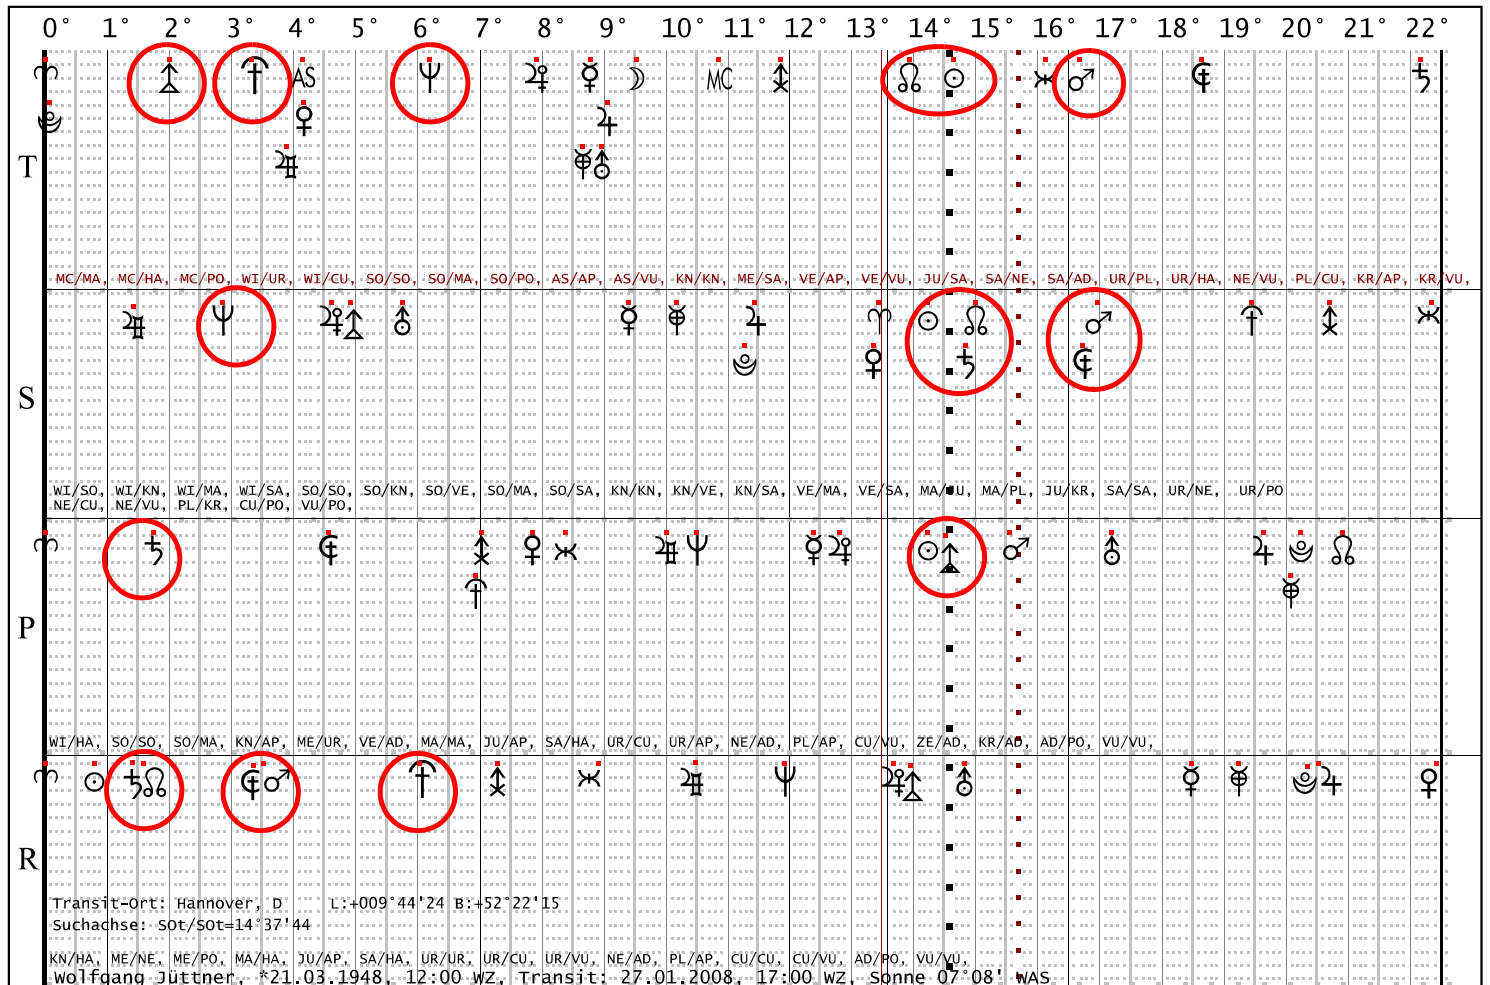 0° 1° 2° 3° 4° 5° 6° 7° 8° 9° 10° 11° 12° 13° 14° 15° 16° 17° 18° 19° 20° 21° 22°
AS MC
T
MC/MA, MC/HA, MC/PO, WI/UR, WI/CU, SO/SO, SO/MA, SO/PO, AS/AP, AS/VU, KN/KN, ME/SA, VE/AP, VE/VU, JU/SA, SA/NE, SA/AD, UR/PL, UR/HA, NE/VU, PL/CU, KR/AP, KR/VU,
S
WI/SO, WI/KN, WI/MA, WI/SA, SO/SO, SO/KN, SO/VE, SO/MA, SO/SA, KN/KN, KN/VE, KN/SA, VE/MA, VE/SA, MA/JU, MA/PL, JU/KR, SA/SA, UR/NE, UR/PO
NE/CU, NE/VU, PL/KR, CU/PO, VU/PO,
P
WI/HA, SO/SO, SO/MA, KN/AP, ME/UR, VE/AD, MA/MA, JU/AP, SA/HA, UR/CU, UR/AP, NE/AD, PL/AP, CU/VU, ZE/AD, KR/AD, AD/PO, VU/VU,
R
Transit-Ort: Hannover, D L:+009°44'24 B:+52°22'15
Suchachse: SOt/SOt=14°37'44
KN/HA, ME/NE, ME/PO, MA/HA, JU/AP, SA/HA, UR/UR, UR/CU, UR/VU, NE/AD, PL/AP, CU/CU, CU/VU, AD/PO, VU/VU,
Wolfgang Jüttner, *21.03.1948, 12:00 WZ, Transit: 27.01.2008, 17:00 WZ, Sonne 07°08' WAS